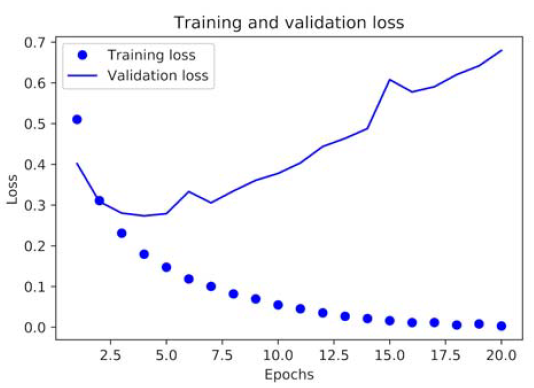 Training and validation loss
Training loss
Validation loss
Loss
0.7
0.6
0.5
0.4
0.3
0.2
0.1
0.0
2.5 5.0 7.5 10.0 12.5 15.0 17.5 20.0
Epochs